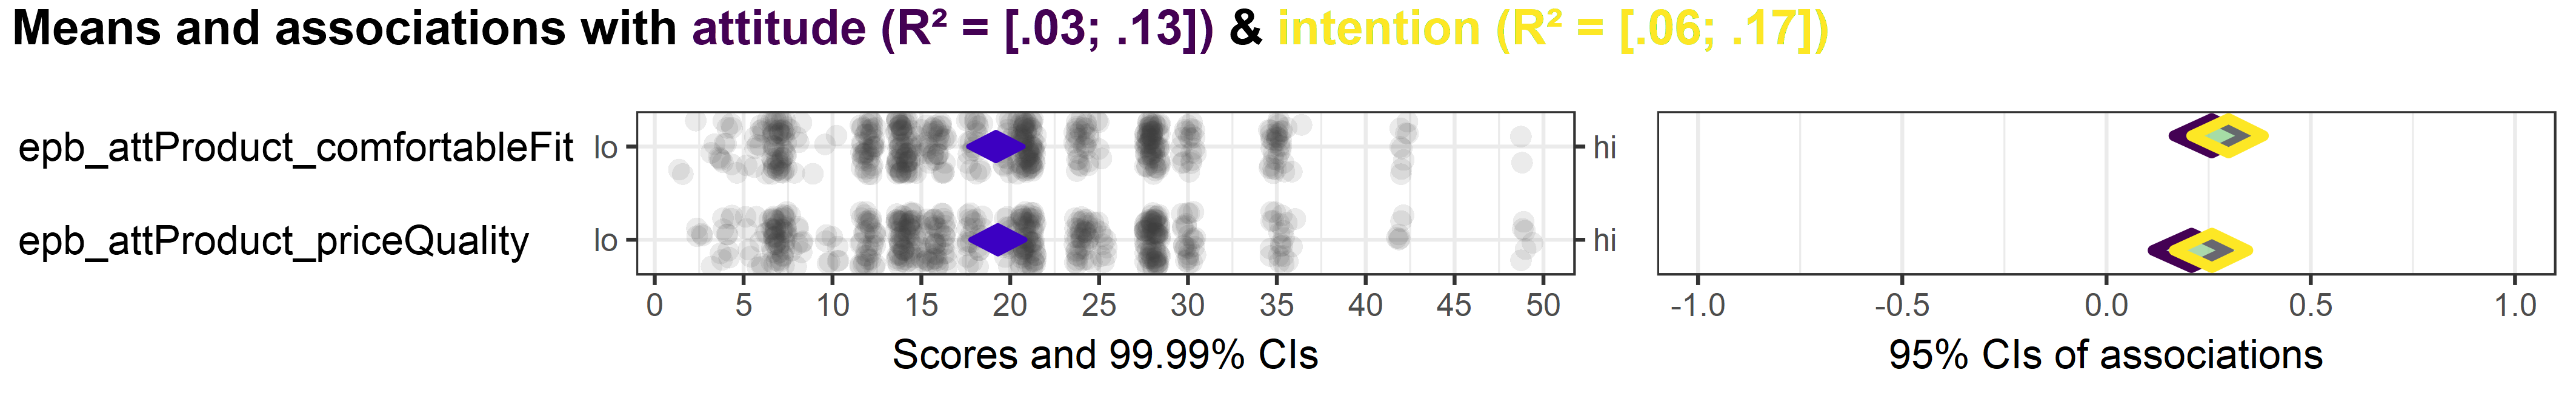 Means and associations with attitude (R² = [.03; .13]) & intention (R² = [.06; .17])
epb_attProduct_comfortableFit lo hi
epb_attProduct_priceQuality lo hi
0 5 10 15 20 25 30 35 40 45 50 -1.0 -0.5 0.0 0.5 1.0
Scores and 99.99% CIs 95% CIs of associations